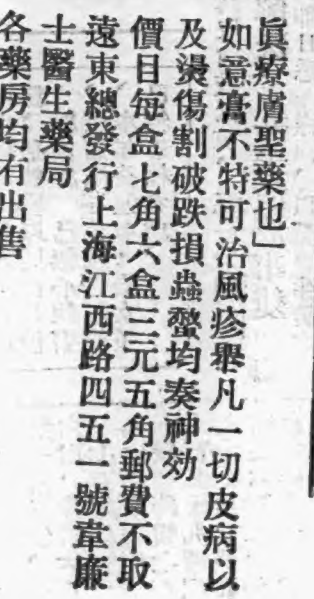 眞療膚聖藥也」
如意膏不特可治風疹舉凡一切皮病以
及燙傷割破跌損蟲螫均奏神効
價目每盒七角六盒三元五角郵費不取
遠東總發行上海江西路四五一號韋廉
士醫生藥局
各藥房均有出售